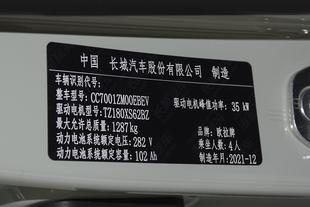 中国 长城汽车股份有限公司 制造
车辆识别代号:
整车型号:CC7001ZM00EBEV 驱动电机峰值功率: 35 kW
驱动电机型号:TZ180XS62BZ
最大允许总质量:1287kg
动力电池系统额定电压:282 V 品牌:欧拉牌
动力电池系统额定容量:102 Ah 乘坐人数:4人
制造年月:2021-12